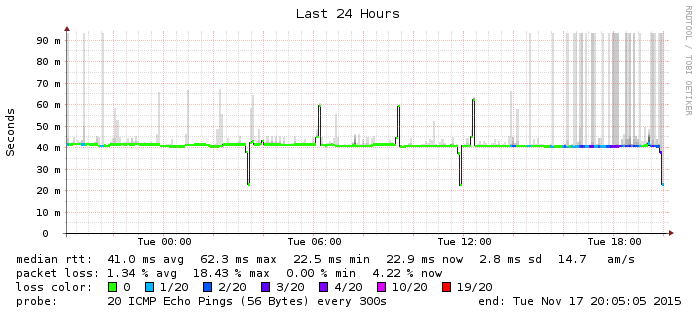 Last 24 Hours
RRDTOOL / TOBI OETIKER
Seconds
90 m
80 m
70 m
60 m
50 m
40 m
30 m
20 m
10 m
0
Tue 00:00 Tue 06:00 Tue 12:00 Tue 18:00
median rtt: 41.0 ms avg 62.3 ms max 22.5 ms min 22.9 ms now 2.8 ms sd 14.7 am/s
packet loss: 1.34 % avg 18.43 % max 0.00 % min 4.22 % now
loss color: 0 1/20 2/20 3/20 4/20 10/20 19/20
probe: 20 ICMP Echo Pings (56 Bytes) every 300s end: Tue Nov 17 20:05:05 2015